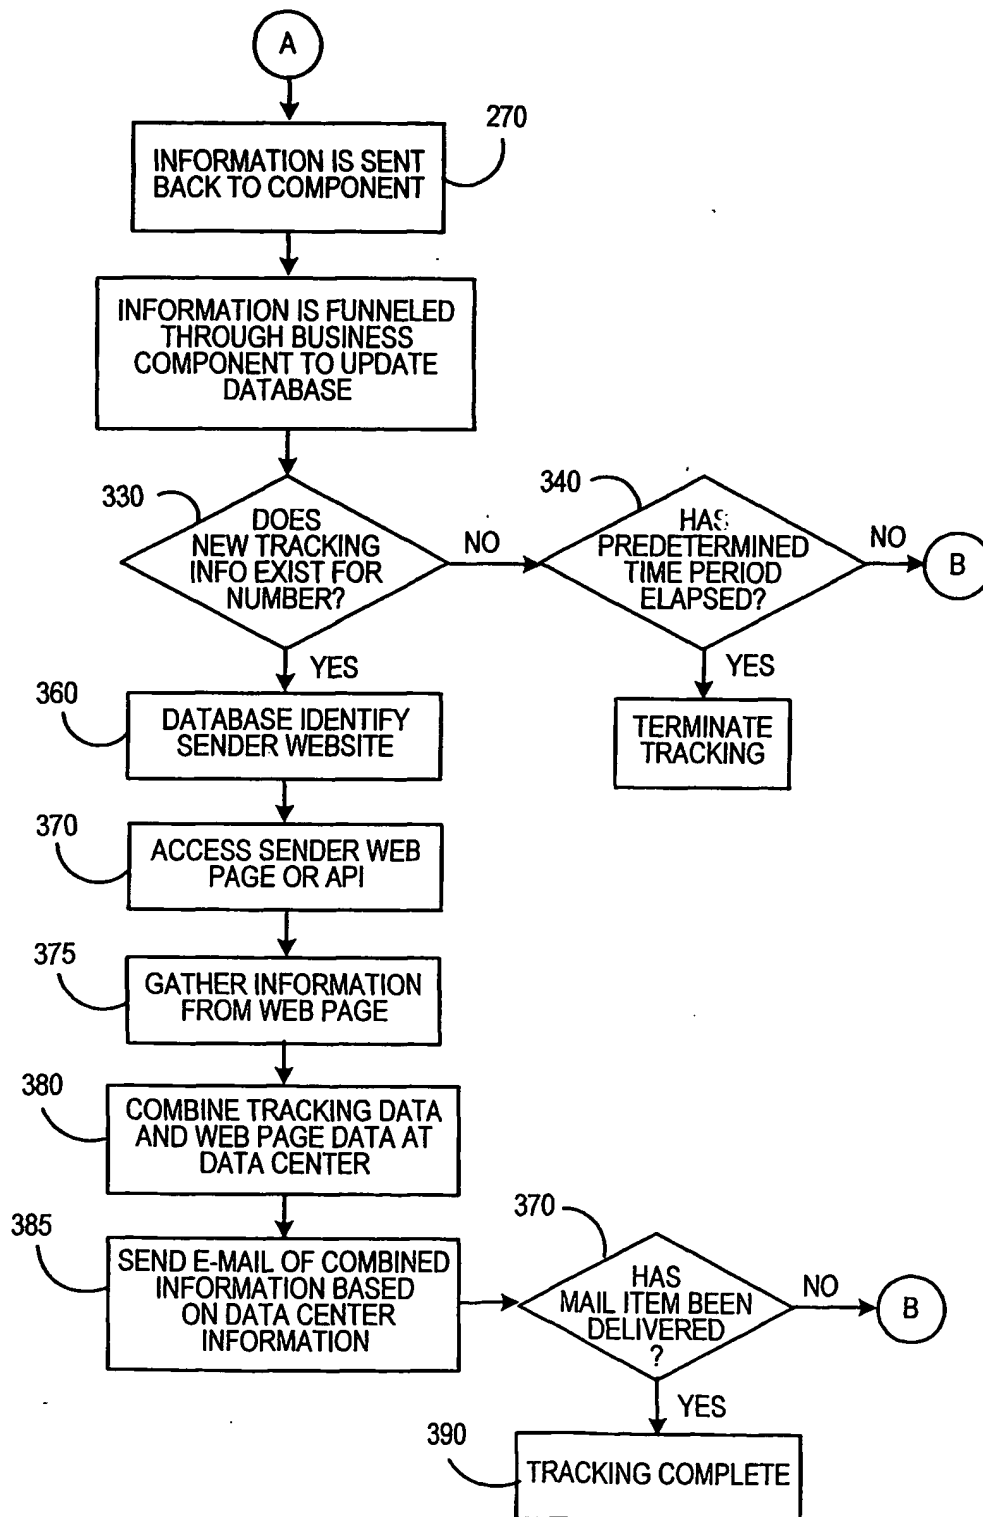 A
270
INFORMATION IS SENT
BACK TO COMPONENT
INFORMATION IS FUNNELED
THROUGH BUSINESS
COMPONENT TO UPDATE
DATABASE
330
DOES
NEW TRACKING
INFO EXIST FOR
NUMBER?
NO
340
HAS
PREDETERMINED
TIME PERIOD
ELAPSED?
NO
B
YES
YES
360
DATABASE IDENTIFY
SENDER WEBSITE
TERMINATE
TRACKING
370
ACCESS SENDER WEB
PAGE OR API
375
GATHER INFORMATION
FROM WEB PAGE
380
COMBINE TRACKING DATA
AND WEB PAGE DATA AT
DATA CENTER
385
SEND E-MAIL OF COMBINED
INFORMATION BASED
ON DATA CENTER
INFORMATION
370
HAS
MAIL ITEM BEEN
DELIVERED
?
NO
B
YES
390
TRACKING COMPLETE